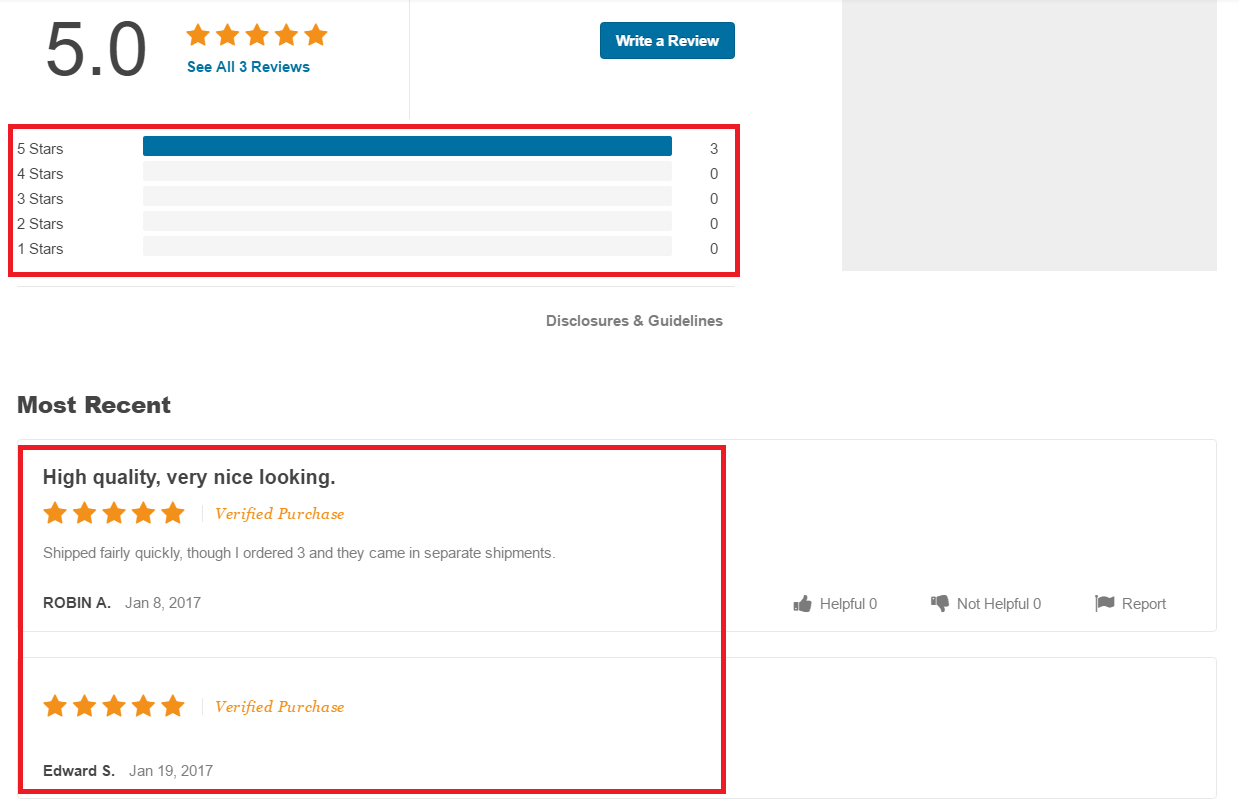 5.0
See All 3 Reviews
Write a Review
5 Stars 3
4 Stars 0
3 Stars 0
2 Stars 0
1 Stars 0
Disclosures & Guidelines
Most Recent
High quality, very nice looking.
Verified Purchase
Shipped fairly quickly, though I ordered 3 and they came in separate shipments.
ROBIN A. Jan 8, 2017 Helpful 0 Not Helpful 0 Report
Verified Purchase
Edward S. Jan 19, 2017